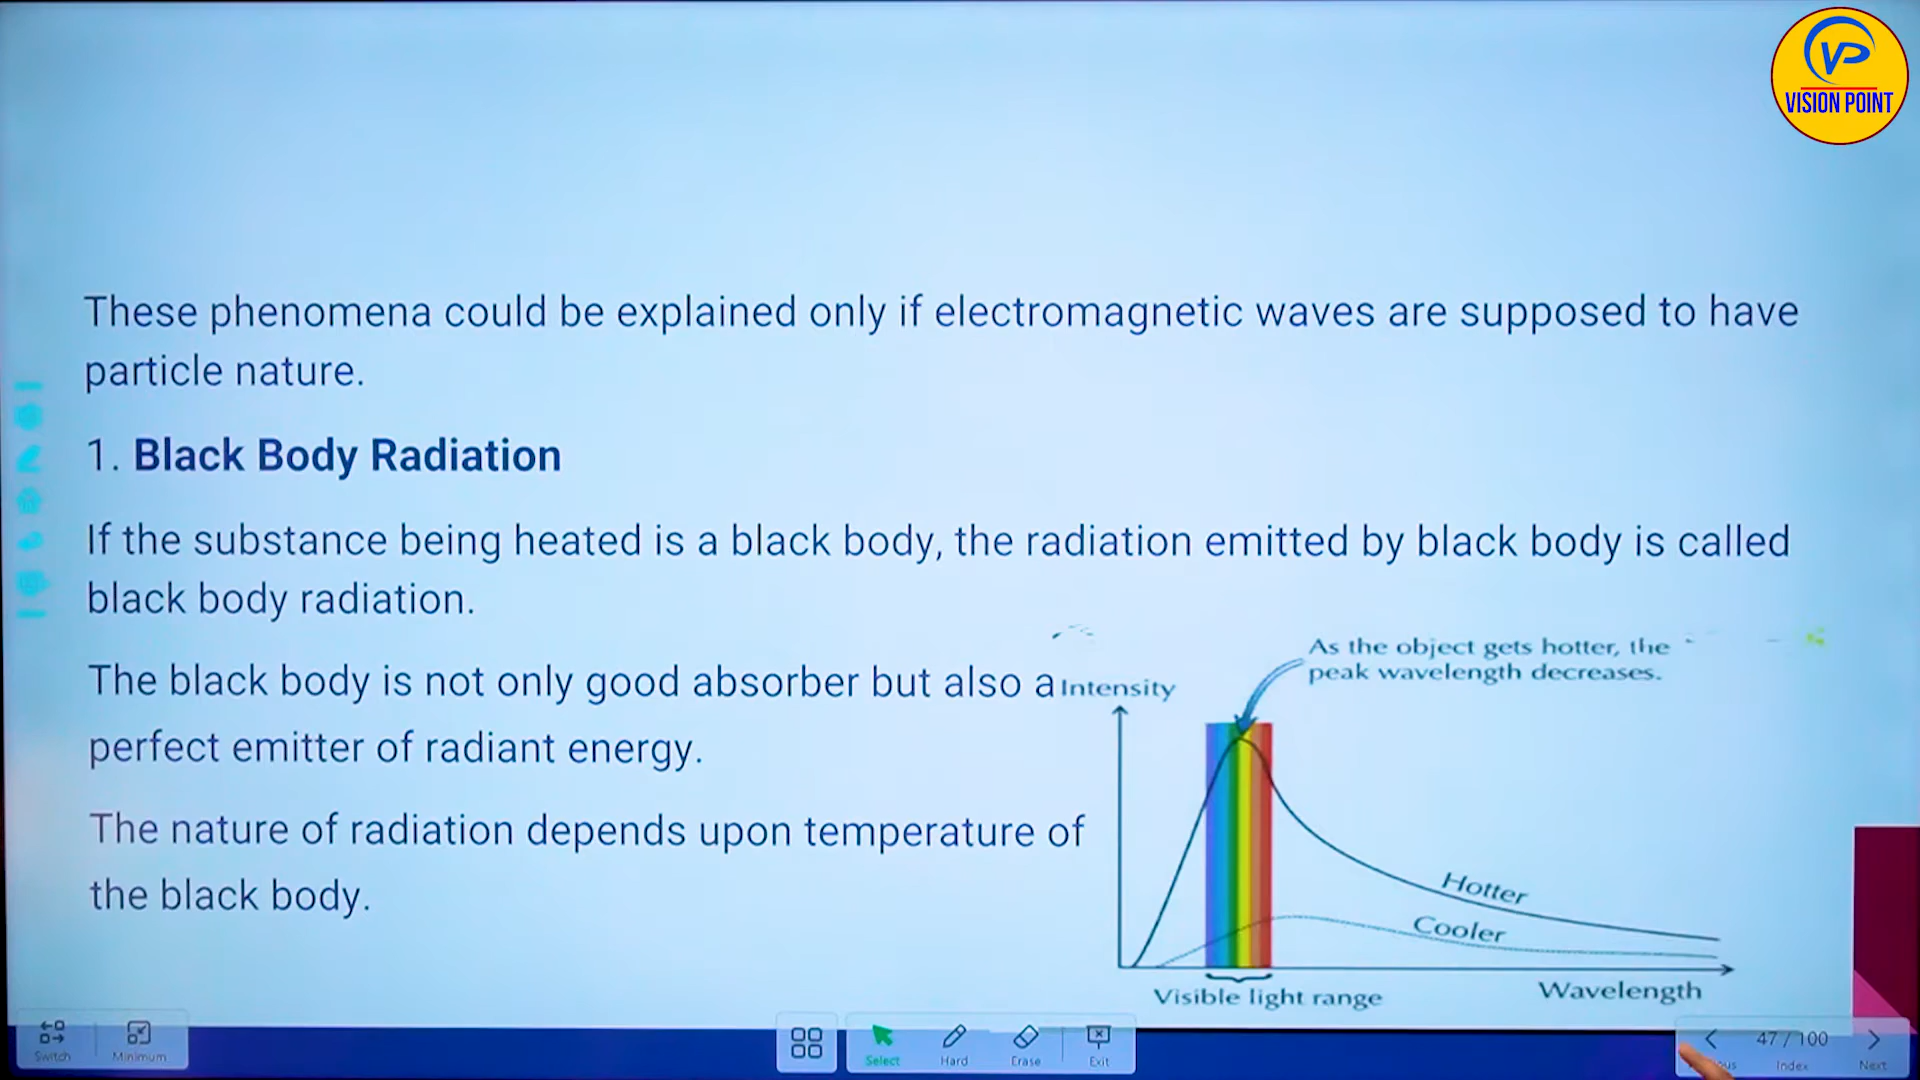 VP
VISION POINT
These phenomena could be explained only if electromagnetic waves are supposed to have
particle nature.
1. Black Body Radiation
If the substance being heated is a black body, the radiation emitted by black body is called
black body radiation.
The black body is not only good absorber but also a
perfect emitter of radiant energy.
The nature of radiation depends upon temperature of
the black body.
As the object gets hotter, the
peak wavelength decreases.
Intensity
Hotter
Cooler
Visible light range
Wavelength
Switch
Minimum
Select
Hard
Erase
Exit
47 / 100
Index
Next